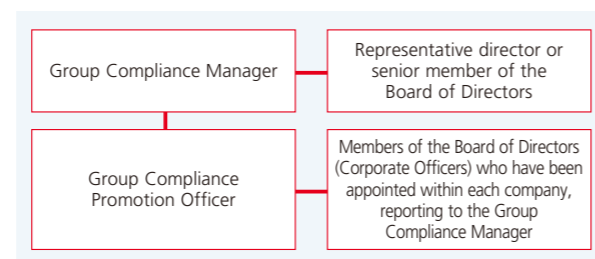 Group Compliance Manager
Representative director or
senior member of the
Board of Directors
Group Compliance
Promotion Officer
Members of the Board of Directors
(Corporate Officers) who have been
appointed within each company,
reporting to the Group
Compliance Manager